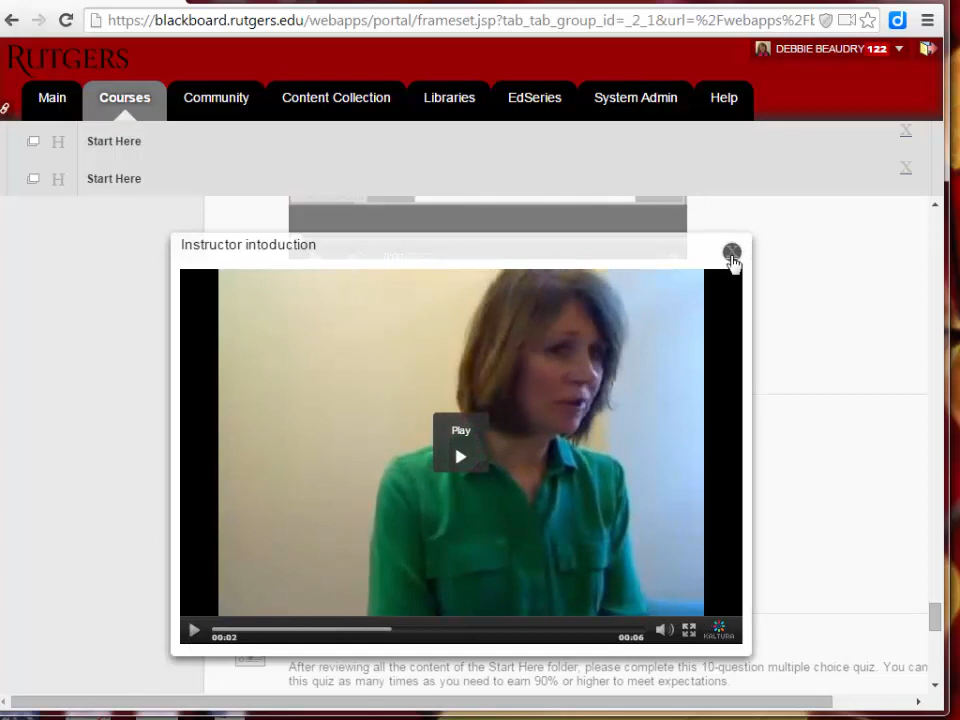 https://blackboard.rutgers.edu/webapps/portal/frameset.jsp?tab_tab_group_id=_2_1&url=%2Fwebapps%2Fb
RUTGERS
DEBBIE BEAUDRY 122
Main Courses Community Content Collection Libraries EdSeries System Admin Help
H Start Here X
H Start Here X
Instructor intoduction X
Play
00:02 00:06 KALTURA
After reviewing all the content of the Start Here folder, please complete this 10-question multiple choice quiz. You can
this quiz as many times as you need to earn 90% or higher to meet expectations.